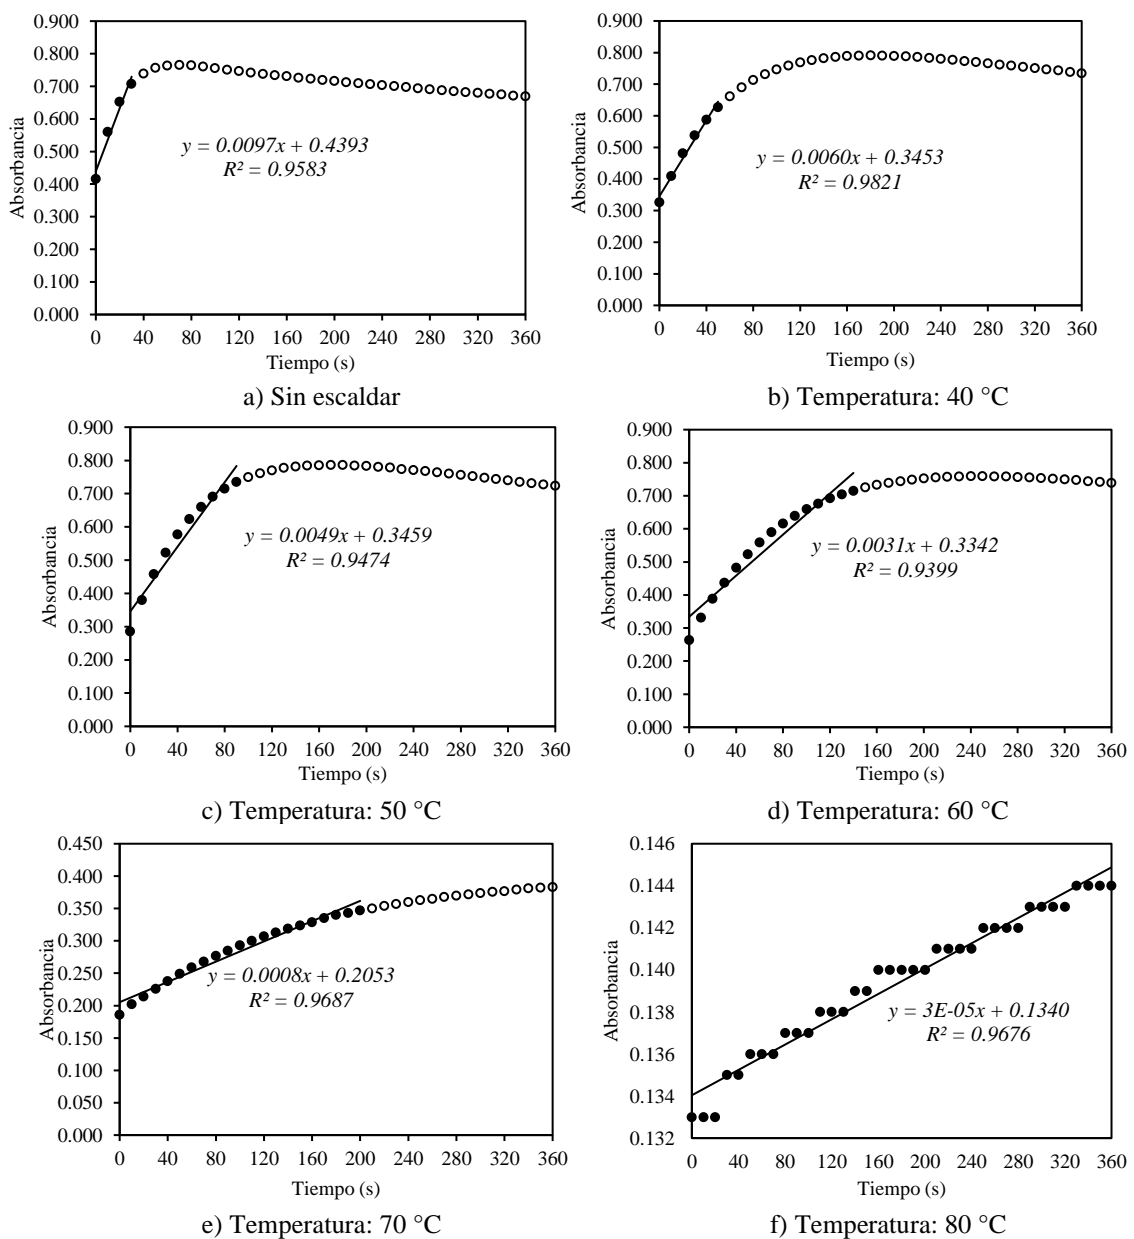 0.900
0.800
0.700
0.600
0.500
0.400
0.300
0.200
0.100
0.000
Absorbancia
y = 0.0097x + 0.4393
R² = 0.9583
0 40 80 120 160 200 240 280 320 360
Tiempo (s)
a) Sin escaldar
0.900
0.800
0.700
0.600
0.500
0.400
0.300
0.200
0.100
0.000
Absorbancia
y = 0.0060x + 0.3453
R² = 0.9821
0 40 80 120 160 200 240 280 320 360
Tiempo (s)
b) Temperatura: 40 °C
0.900
0.800
0.700
0.600
0.500
0.400
0.300
0.200
0.100
0.000
Absorbancia
y = 0.0049x + 0.3459
R² = 0.9474
0 40 80 120 160 200 240 280 320 360
Tiempo (s)
c) Temperatura: 50 °C
0.900
0.800
0.700
0.600
0.500
0.400
0.300
0.200
0.100
0.000
Absorbancia
y = 0.0031x + 0.3342
R² = 0.9399
0 40 80 120 160 200 240 280 320 360
Tiempo (s)
d) Temperatura: 60 °C
0.450
0.400
0.350
0.300
0.250
0.200
0.150
0.100
0.050
0.000
Absorbancia
y = 0.0008x + 0.2053
R² = 0.9687
0 40 80 120 160 200 240 280 320 360
Tiempo (s)
e) Temperatura: 70 °C
0.146
0.144
0.142
0.140
0.138
0.136
0.134
0.132
Absorbancia
y = 3E-05x + 0.1340
R² = 0.9676
0 40 80 120 160 200 240 280 320 360
Tiempo (s)
f) Temperatura: 80 °C